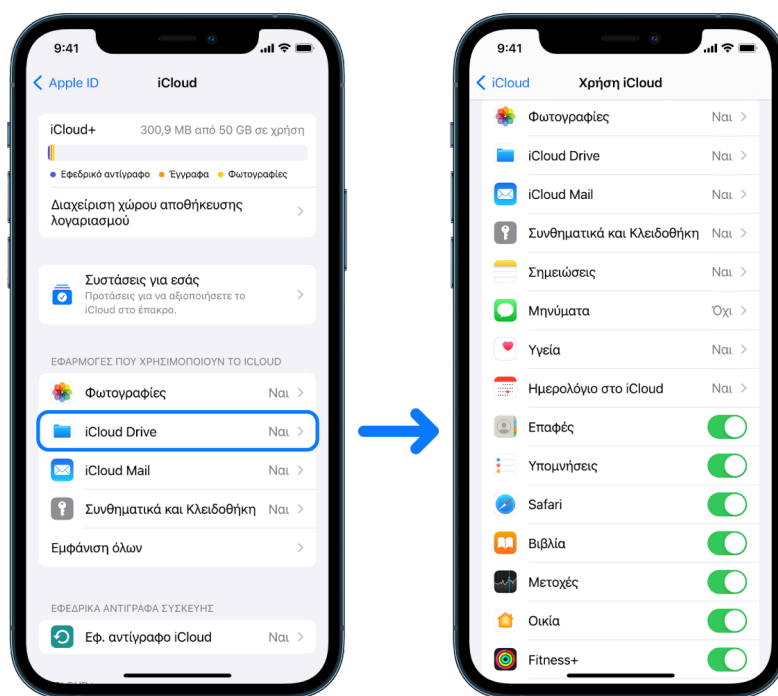 9:41
Apple ID
iCloud
iCloud+ 300,9 MB από 50 GB σε χρήση
Εφεδρικό αντίγραφο Έγγραφα Φωτογραφίες
Διαχείριση χώρου αποθήκευσης
λογαριασμού
Συστάσεις για εσάς
Προτάσεις για να αξιοποιήσετε το
iCloud στο έπακρο.
ΕΦΑΡΜΟΓΕΣ ΠΟΥ ΧΡΗΣΙΜΟΠΟΙΟΥΝ ΤΟ ICLOUD
Φωτογραφίες Ναι
iCloud Drive Ναι
iCloud Mail Ναι
Συνθηματικά και Κλειδοθήκη Ναι
Εμφάνιση όλων
ΕΦΕΔΡΙΚΑ ΑΝΤΙΓΡΑΦΑ ΣΥΣΚΕΥΗΣ
Εφ. αντίγραφο iCloud Ναι
9:41
iCloud
Χρήση iCloud
Φωτογραφίες Ναι
iCloud Drive Ναι
iCloud Mail Ναι
Συνθηματικά και Κλειδοθήκη Ναι
Σημειώσεις Ναι
Μηνύματα Όχι
Υγεία Ναι
Ημερολόγιο στο iCloud Ναι
Επαφές
Υπομνήσεις
Safari
Βιβλία
Μετοχές
Οικία
Fitness+